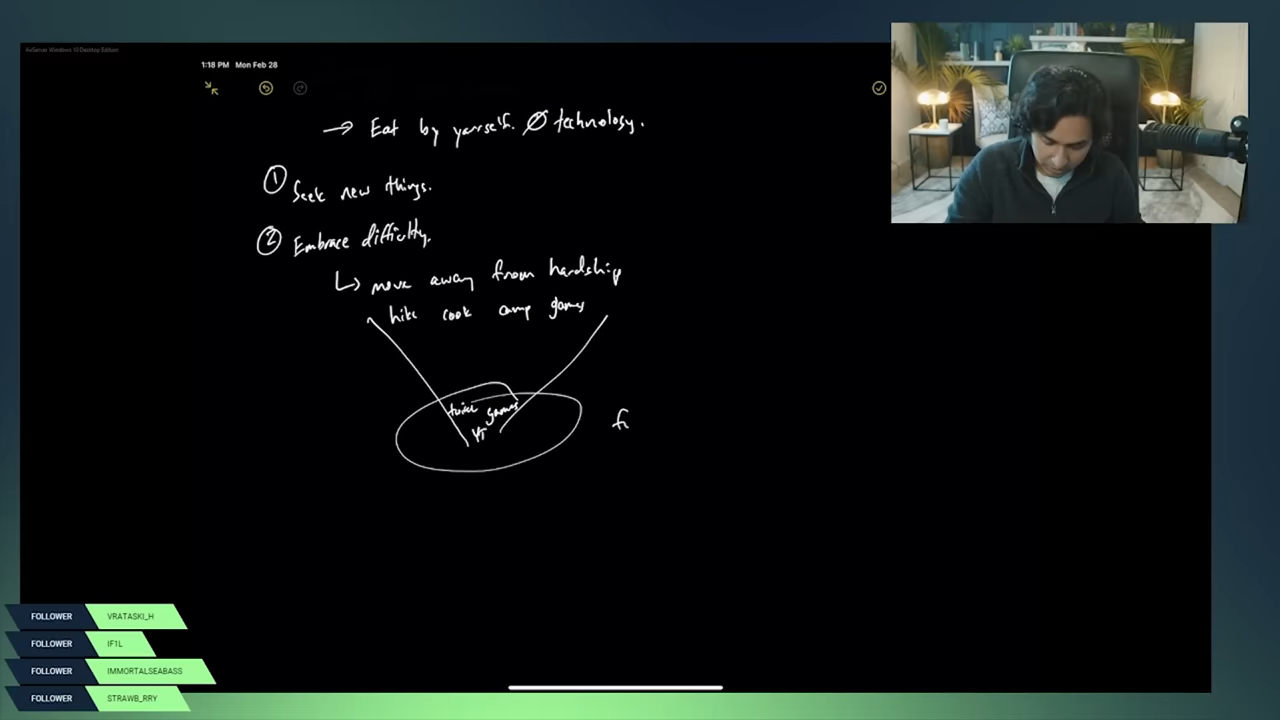 AirServer Windows 10 Desktop Edition
1:18 PM Mon Feb 28
→ Eat by yourself. Ø technology.
① Seek new things.
② Embrace difficulty.
↳ move away from hardship
hike cook camp games
games
YT
f
FOLLOWER VRATASKI_H
FOLLOWER IF1L
FOLLOWER IMMORTALSEABASS
FOLLOWER STRAWB_RRY